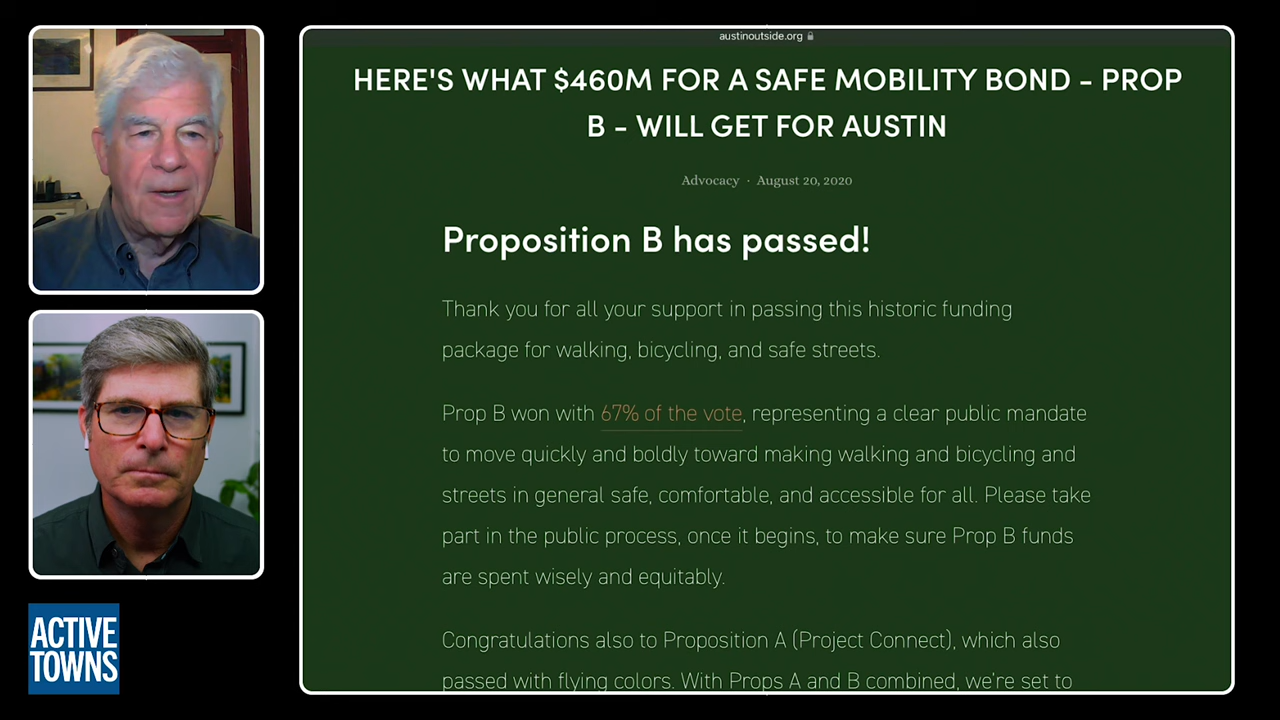 austinoutside.org
HERE'S WHAT $460M FOR A SAFE MOBILITY BOND – PROP
B – WILL GET FOR AUSTIN
Advocacy · August 20, 2020
Proposition B has passed!
Thank you for all your support in passing this historic funding
package for walking, bicycling, and safe streets.
Prop B won with 67% of the vote, representing a clear public mandate
to move quickly and boldly toward making walking and bicycling and
streets in general safe, comfortable, and accessible for all. Please take
part in the public process, once it begins, to make sure Prop B funds
are spent wisely and equitably.
Congratulations also to Proposition A (Project Connect), which also
passed with flying colors. With Props A and B combined, we're set to
ACTIVE
TOWNS